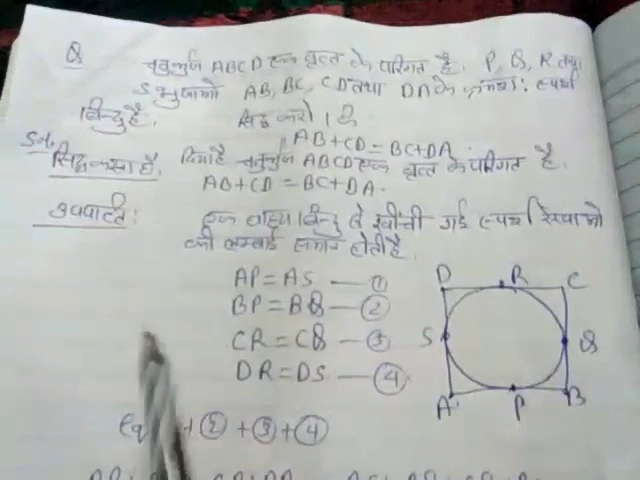 Q चतुर्भुज ABCD एक वृत्त के परिगत है. P, Q, R तथा
S भुजाओं AB, BC, CD तथा DA के क्रमशः स्पर्श
बिन्दु है. सिद्ध करो कि
AB+CD=BC+DA.
Sol. दिया है चतुर्भुज ABCD एक वृत्त के परिगत है.
सिद्ध करना है. AB+CD=BC+DA.
उपपत्ति: एक बाह्य बिन्दु से खींची गई स्पर्श रेखाओ
की लम्बाई समान होती है.
AP=AS — ①
BP=BQ — ②
CR=CQ — ③
DR=DS — ④
D R C
S Q
A P B
eq + ② + ③ + ④